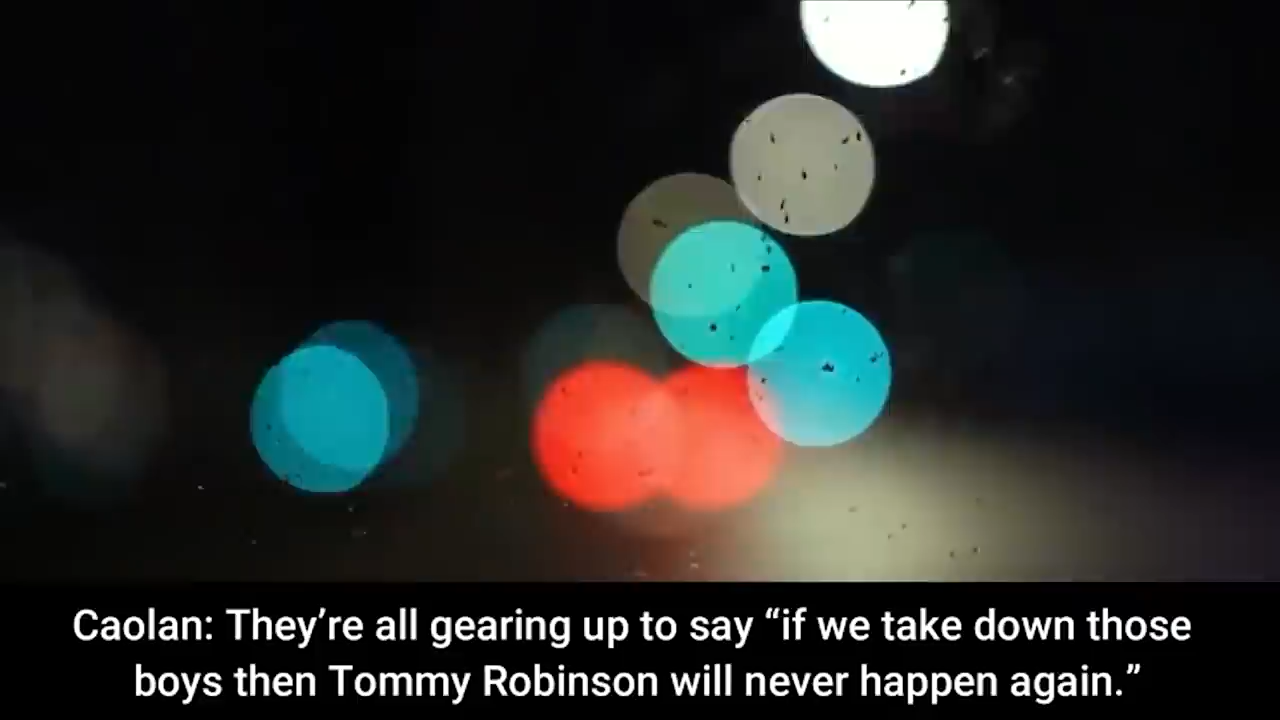 Caolan: They’re all gearing up to say “if we take down those
boys then Tommy Robinson will never happen again.”